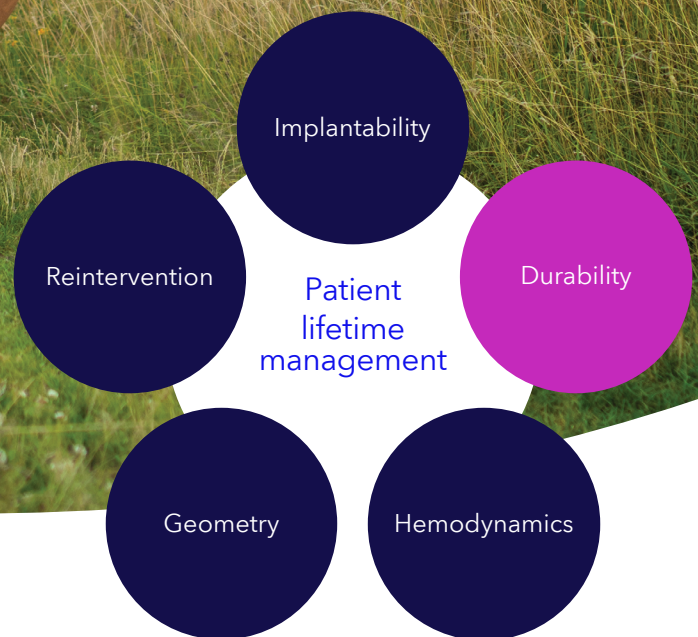 Implantability
Reintervention
Durability
Patient
lifetime
management
Geometry
Hemodynamics